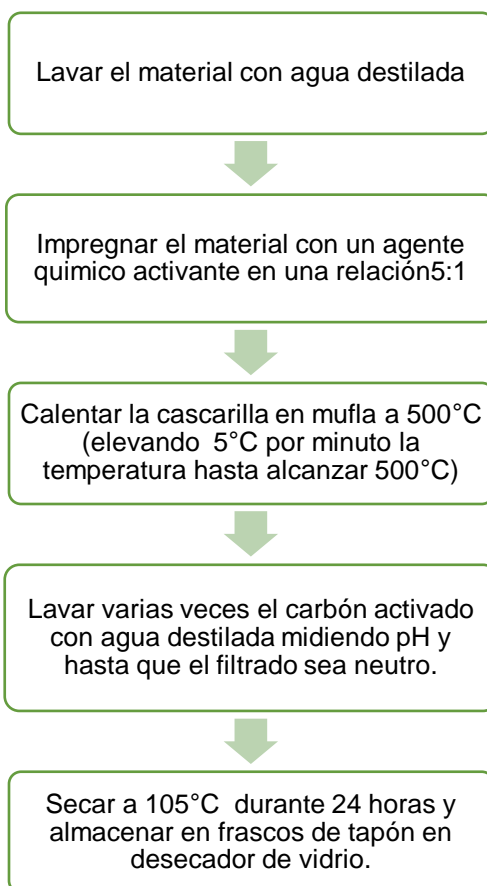 Lavar el material con agua destilada
Impregnar el material con un agente
quimico activante en una relación5:1
Calentar la cascarilla en mufla a 500°C
(elevando 5°C por minuto la
temperatura hasta alcanzar 500°C)
Lavar varias veces el carbón activado
con agua destilada midiendo pH y
hasta que el filtrado sea neutro.
Secar a 105°C durante 24 horas y
almacenar en frascos de tapón en
desecador de vidrio.